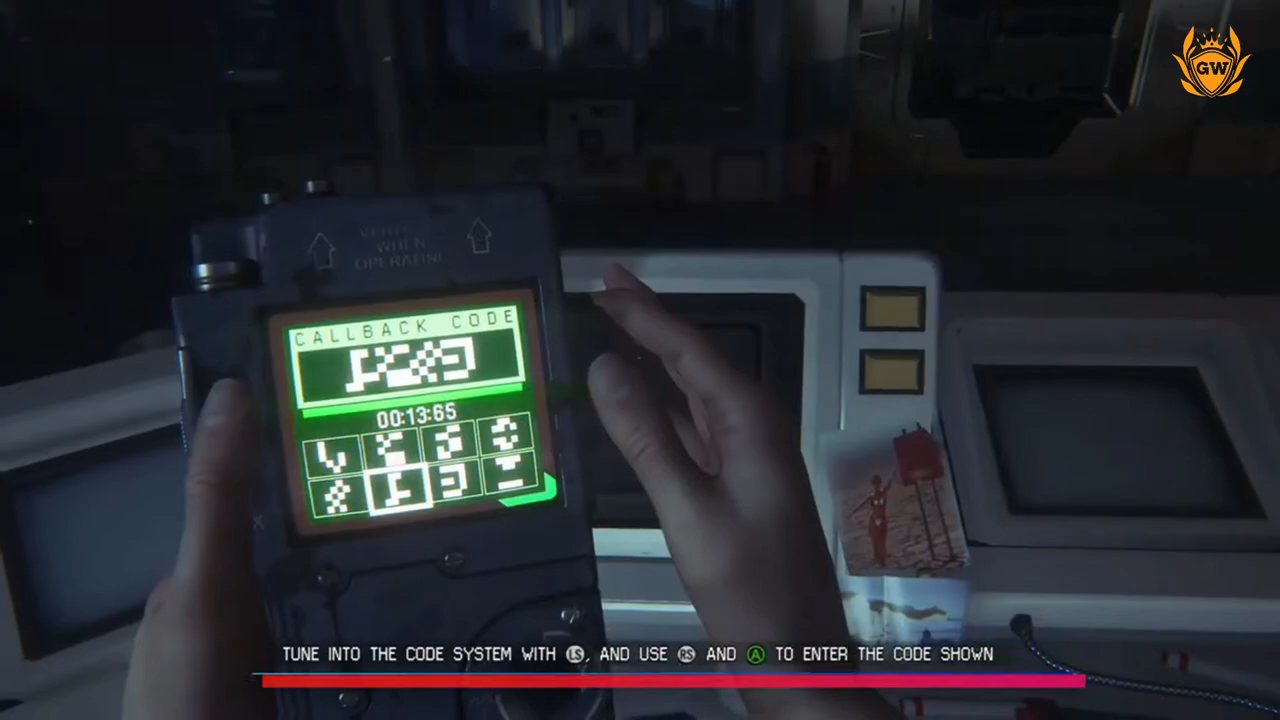 GW
WHEN
CALLBACK CODE
00:13:65
TUNE INTO THE CODE SYSTEM WITH LS, AND USE RS AND A TO ENTER THE CODE SHOWN